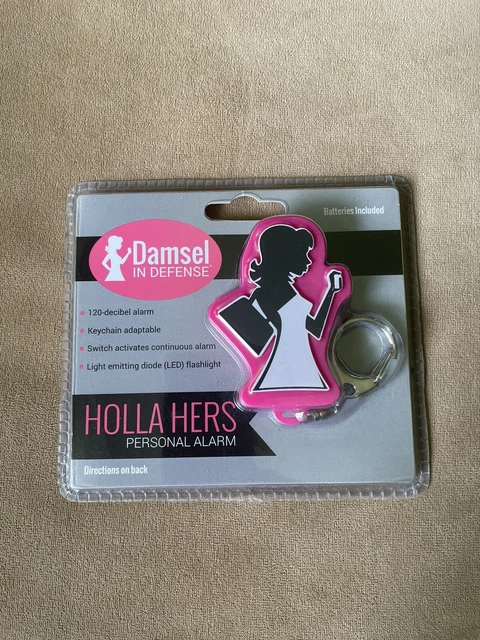 Batteries Included
Damsel
IN DEFENSE
120-decibel alarm
Keychain adaptable
Switch activates continuous alarm
Light emitting diode (LED) flashlight
HOLLA HERS
PERSONAL ALARM
Directions on back